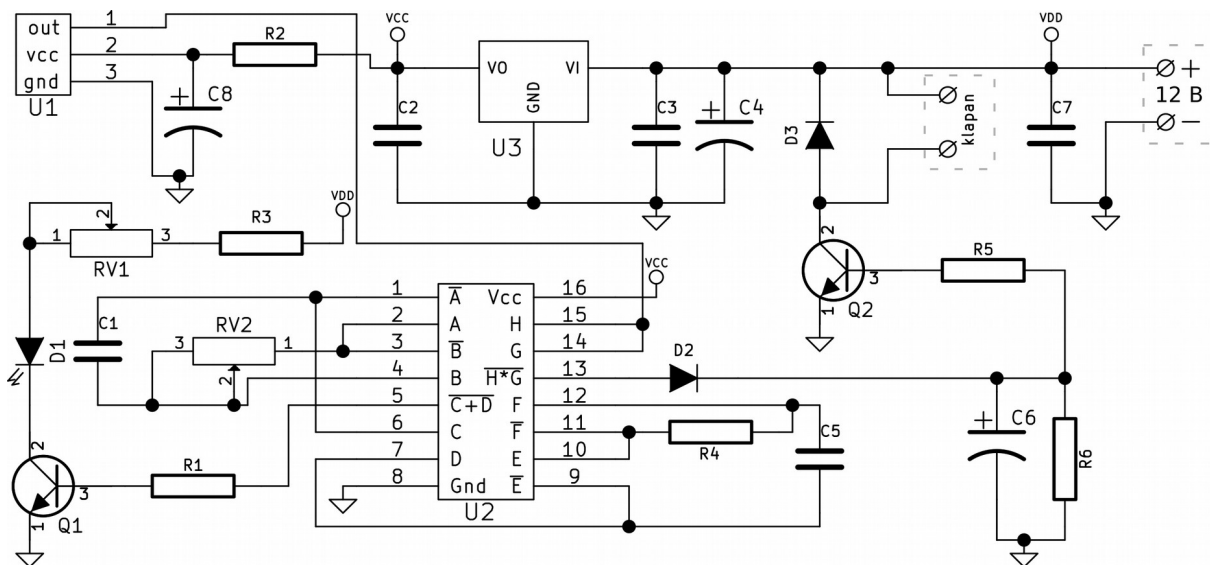 out 1
vcc 2
gnd 3
U1
R2
C8
+
VCC
C2
VO VI
GND
U3
C3
+
C4
D3
klapan
VDD
C7
+
12 В
−
2
1 3
RV1
R3
VDD
D1
C1
3 RV2 1
2
1 A̅ Vcc 16
2 A H 15
3 B̅ G 14
4 B H̅*̅G̅ 13
5 C̅+̅D̅ F 12
6 C F̅ 11
7 D E 10
8 Gnd E̅ 9
U2
VCC
2
3
1
Q1
R1
D2
R4
C5
2
3
1
Q2
R5
+
C6
R6